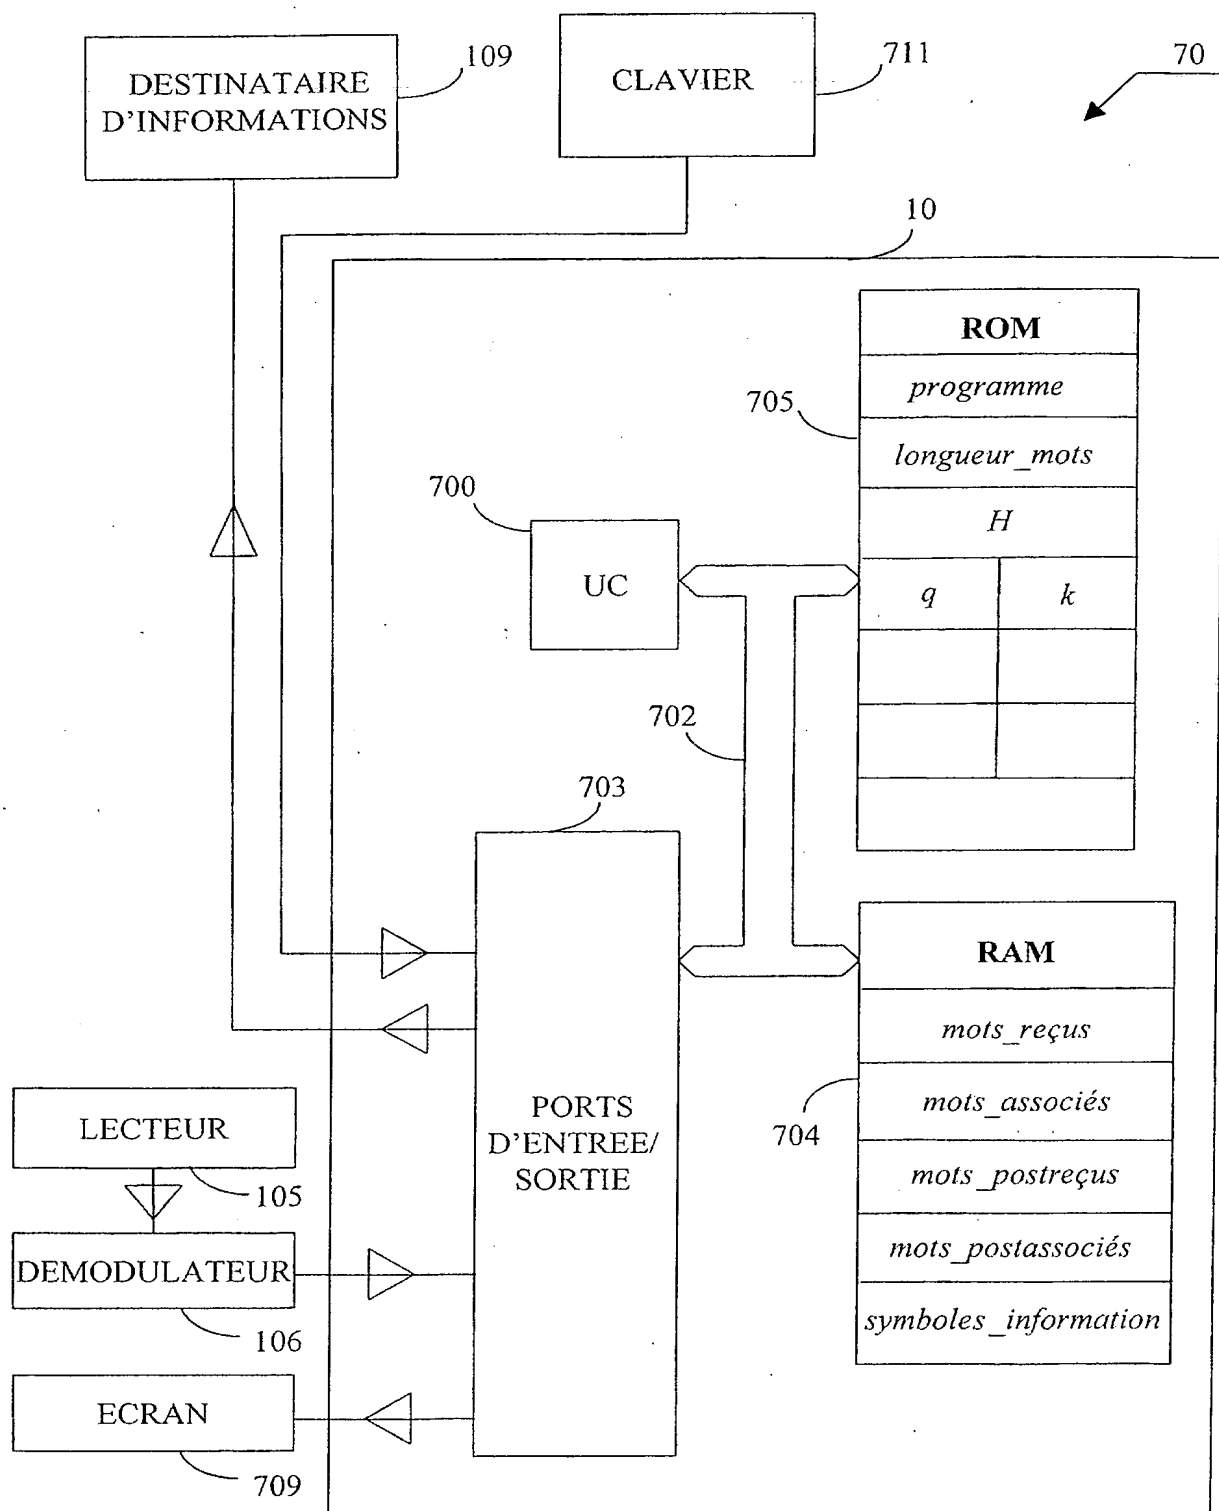 109
DESTINATAIRE
D'INFORMATIONS
CLAVIER
711
70
10
ROM
programme
705
longueur_mots
H
700
UC
q
k
702
703
RAM
mots_reçus
704
mots_associés
PORTS
D'ENTREE/
SORTIE
mots_postreçus
mots_postassociés
symboles_information
LECTEUR
105
DEMODULATEUR
106
ECRAN
709